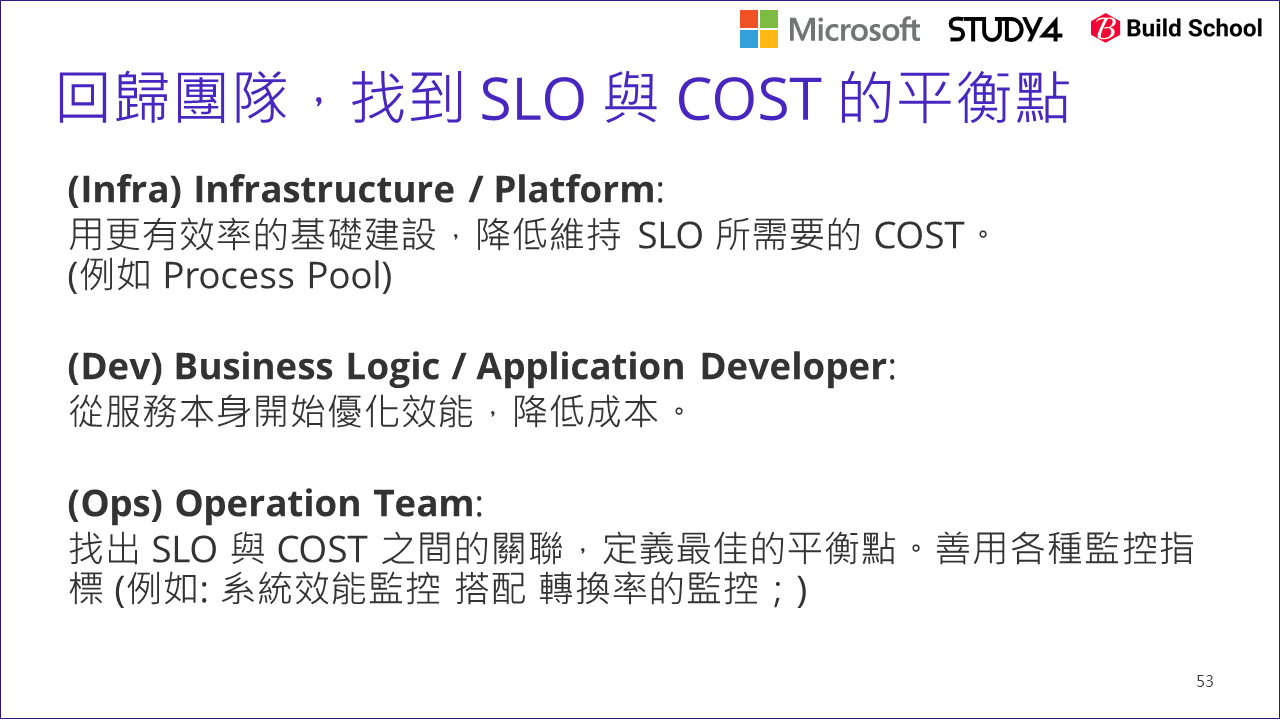 Microsoft STUDY4 Build School
回歸團隊，找到 SLO 與 COST 的平衡點
(Infra) Infrastructure / Platform:
用更有效率的基礎建設，降低維持 SLO 所需要的 COST。
(例如 Process Pool)
(Dev) Business Logic / Application Developer:
從服務本身開始優化效能，降低成本。
(Ops) Operation Team:
找出 SLO 與 COST 之間的關聯，定義最佳的平衡點。善用各種監控指
標 (例如: 系統效能監控 搭配 轉換率的監控；)
53